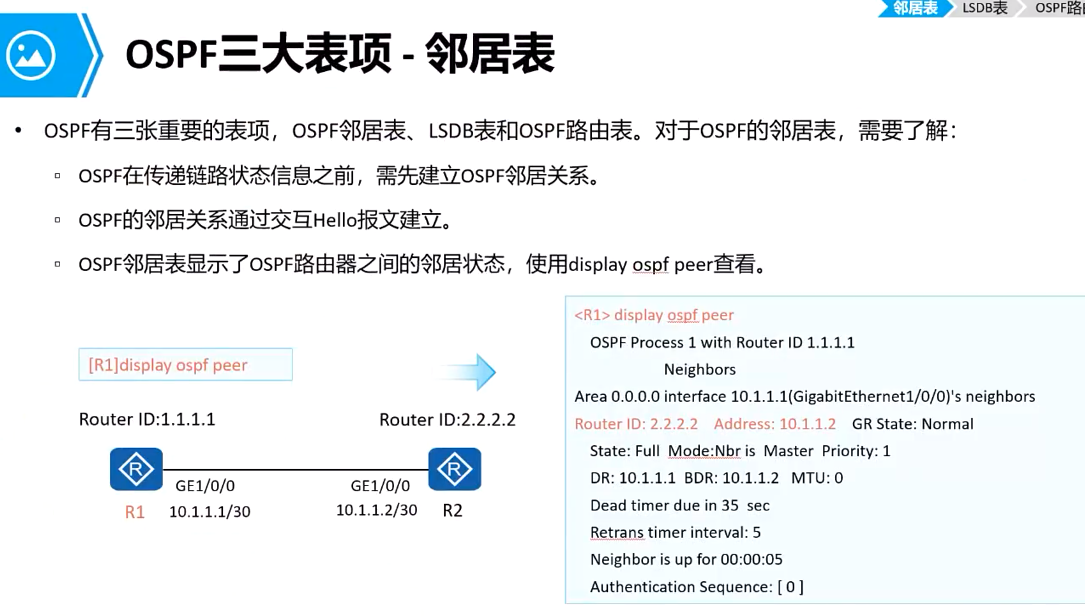 邻居表 LSDB表 OSPF路由
OSPF三大表项 - 邻居表
• OSPF有三张重要的表项，OSPF邻居表、LSDB表和OSPF路由表。对于OSPF的邻居表，需要了解：
▫ OSPF在传递链路状态信息之前，需先建立OSPF邻居关系。
▫ OSPF的邻居关系通过交互Hello报文建立。
▫ OSPF邻居表显示了OSPF路由器之间的邻居状态，使用display ospf peer查看。
[R1]display ospf peer
Router ID:1.1.1.1
Router ID:2.2.2.2
R
R
GE1/0/0
GE1/0/0
R1
10.1.1.1/30
10.1.1.2/30
R2
<R1> display ospf peer
OSPF Process 1 with Router ID 1.1.1.1
Neighbors
Area 0.0.0.0 interface 10.1.1.1(GigabitEthernet1/0/0)'s neighbors
Router ID: 2.2.2.2 Address: 10.1.1.2 GR State: Normal
State: Full Mode:Nbr is Master Priority: 1
DR: 10.1.1.1 BDR: 10.1.1.2 MTU: 0
Dead timer due in 35 sec
Retrans timer interval: 5
Neighbor is up for 00:00:05
Authentication Sequence: [ 0 ]